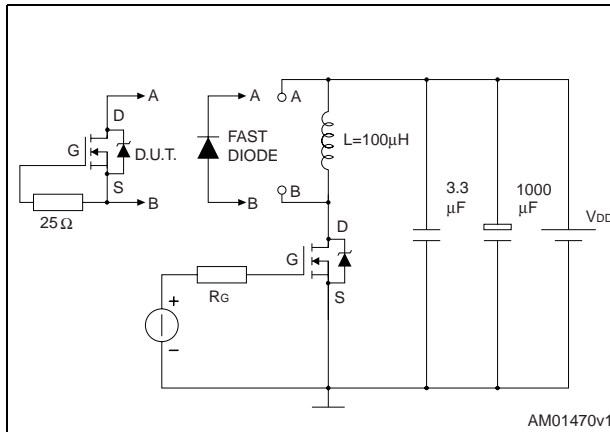 A
A
A
D
G
D.U.T.
FAST
DIODE
L=100μH
S
B
B
B
25 Ω
3.3
μF
1000
μF
VDD
D
G
S
RG
+
−
AM01470v1